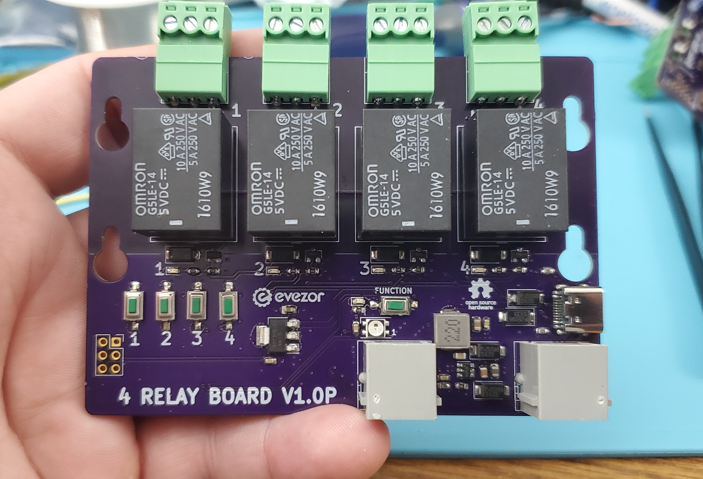 1
2
3
4
OMRON
G5LE-14
5VDC
10A 250VAC
5A 250VAC
1610W9
OMRON
G5LE-14
5VDC
10A 250VAC
5A 250VAC
1610W9
OMRON
G5LE-14
5VDC
10A 250VAC
5A 250VAC
1610W9
OMRON
G5LE-14
5VDC
10A 250VAC
5A 250VAC
1610W9
1
2
3
4
evezor
FUNCTION
open source
hardware
1
2
3
4
1
220
4 RELAY BOARD V1.0P